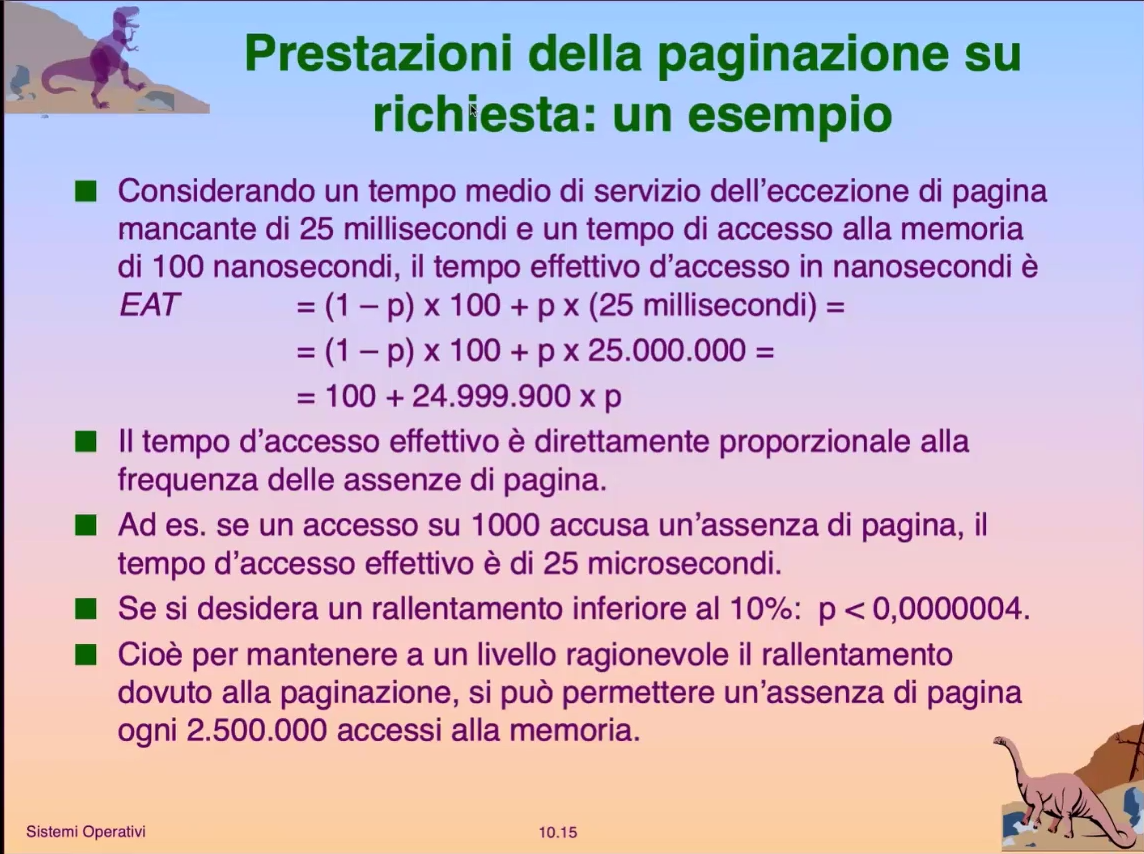 Prestazioni della paginazione su
richiesta: un esempio
Considerando un tempo medio di servizio dell'eccezione di pagina
mancante di 25 millisecondi e un tempo di accesso alla memoria
di 100 nanosecondi, il tempo effettivo d'accesso in nanosecondi è
EAT = (1 – p) x 100 + p x (25 millisecondi) =
= (1 – p) x 100 + p x 25.000.000 =
= 100 + 24.999.900 x p
Il tempo d'accesso effettivo è direttamente proporzionale alla
frequenza delle assenze di pagina.
Ad es. se un accesso su 1000 accusa un'assenza di pagina, il
tempo d'accesso effettivo è di 25 microsecondi.
Se si desidera un rallentamento inferiore al 10%: p < 0,0000004.
Cioè per mantenere a un livello ragionevole il rallentamento
dovuto alla paginazione, si può permettere un'assenza di pagina
ogni 2.500.000 accessi alla memoria.
Sistemi Operativi
10.15